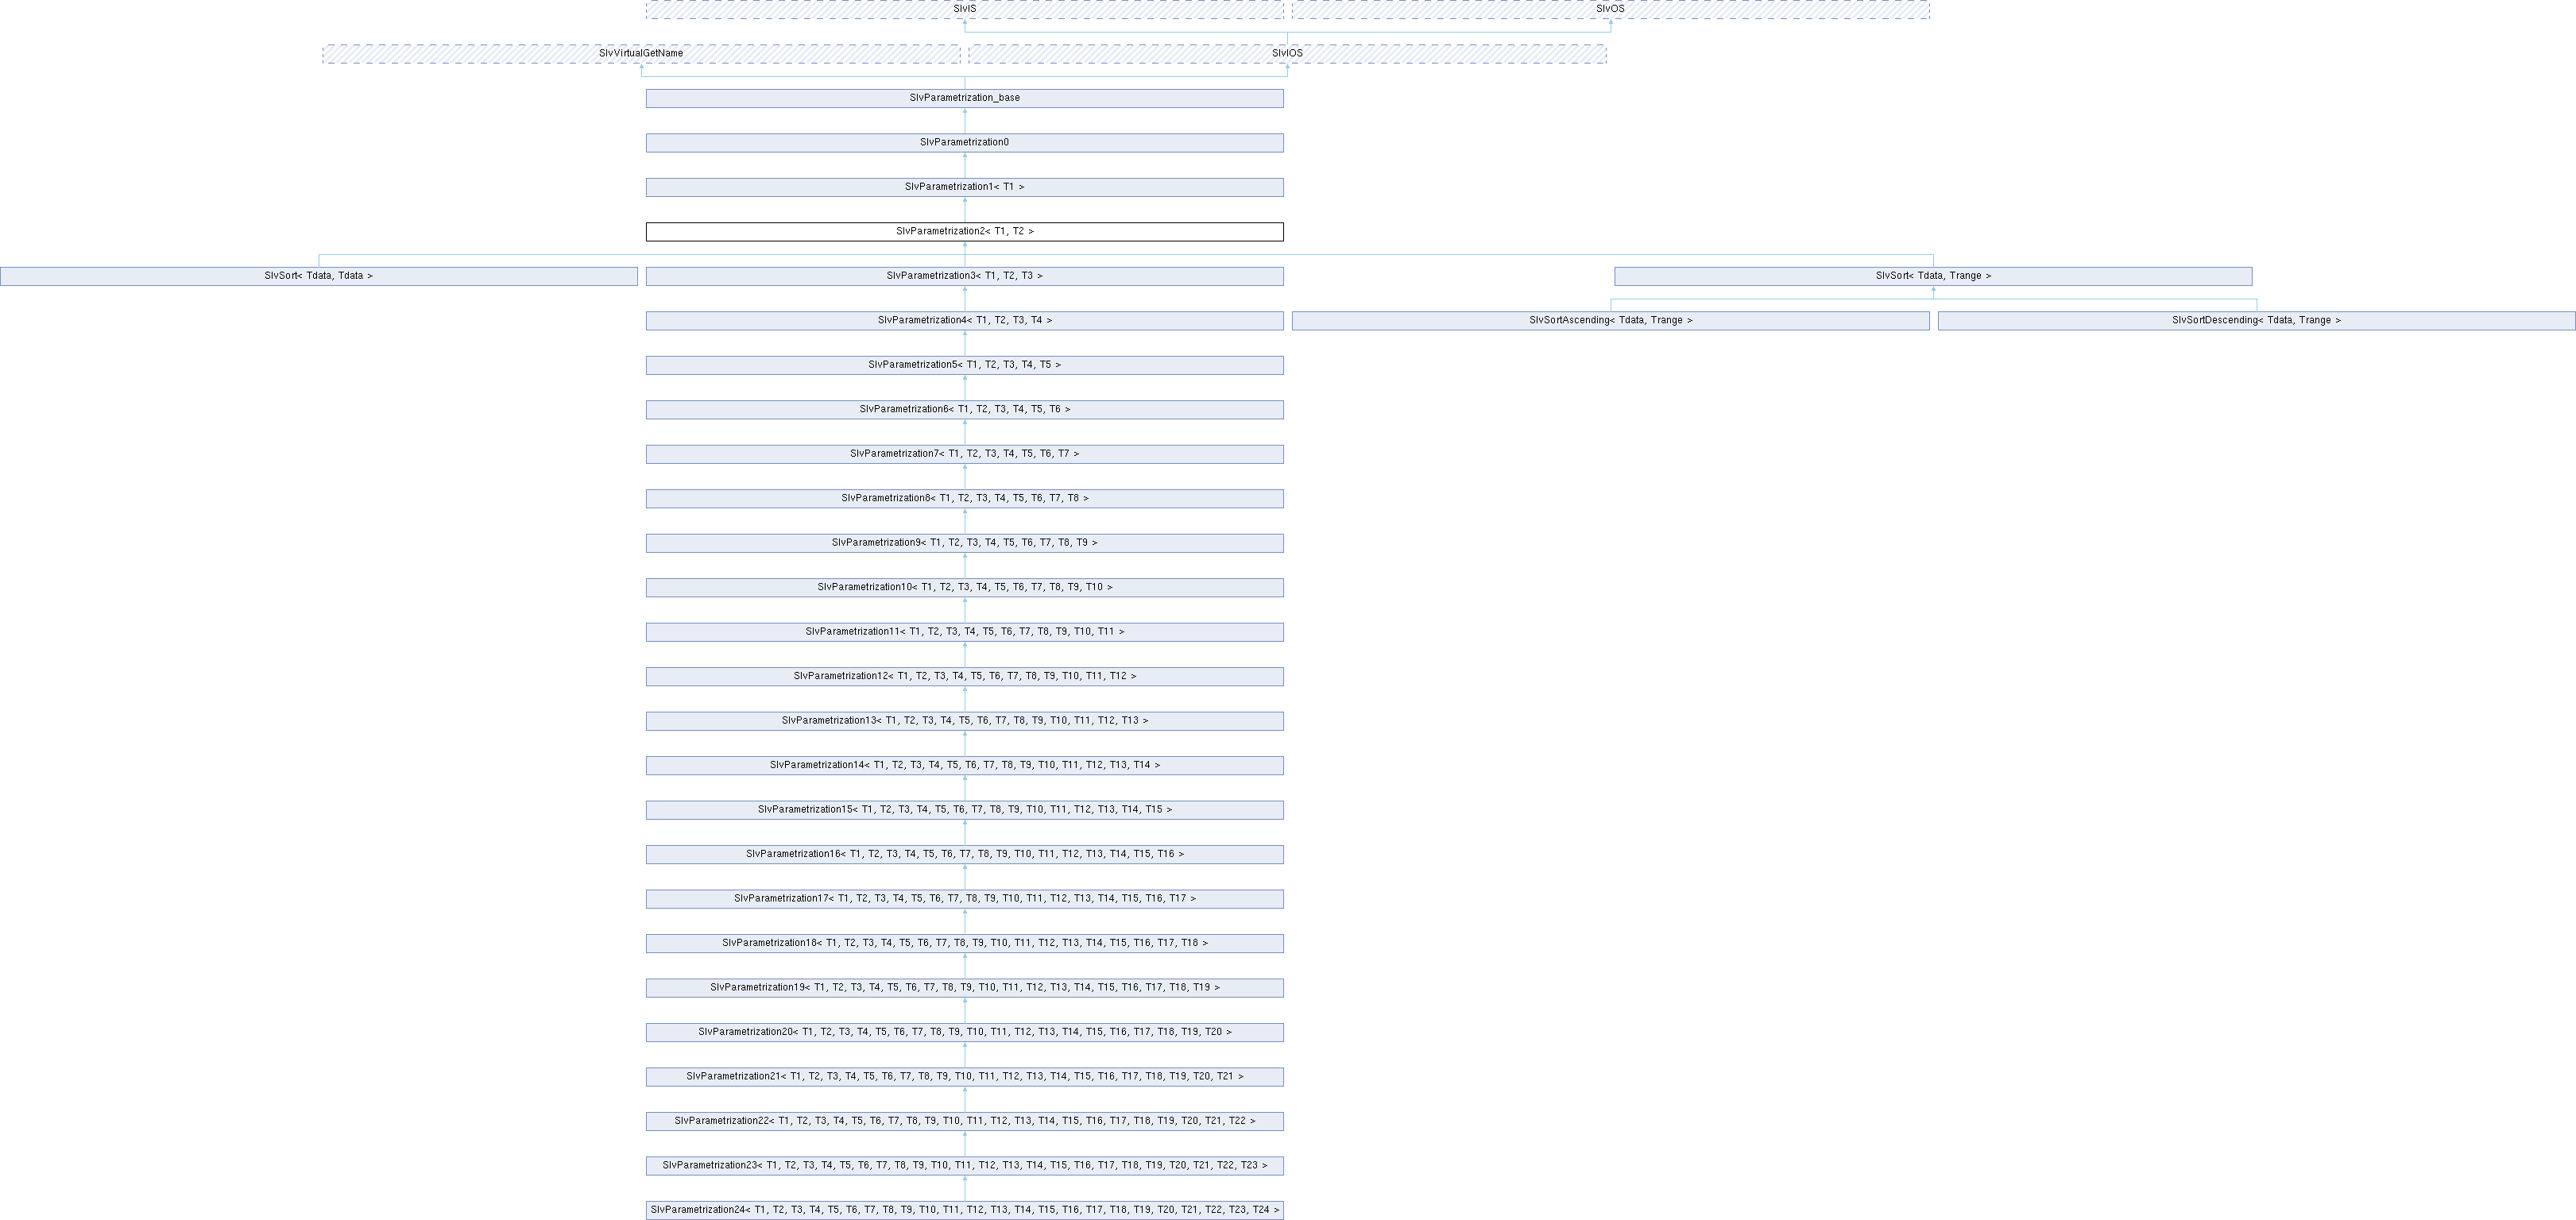 SlvIS
SlvOS
SlvVirtualGetName
SlvIOS
SlvParametrization_base
SlvParametrization0
SlvParametrization1< T1 >
SlvParametrization2< T1, T2 >
SlvSort< Tdata, Tdata >
SlvParametrization3< T1, T2, T3 >
SlvSort< Tdata, Trange >
SlvParametrization4< T1, T2, T3, T4 >
SlvSortAscending< Tdata, Trange >
SlvSortDescending< Tdata, Trange >
SlvParametrization5< T1, T2, T3, T4, T5 >
SlvParametrization6< T1, T2, T3, T4, T5, T6 >
SlvParametrization7< T1, T2, T3, T4, T5, T6, T7 >
SlvParametrization8< T1, T2, T3, T4, T5, T6, T7, T8 >
SlvParametrization9< T1, T2, T3, T4, T5, T6, T7, T8, T9 >
SlvParametrization10< T1, T2, T3, T4, T5, T6, T7, T8, T9, T10 >
SlvParametrization11< T1, T2, T3, T4, T5, T6, T7, T8, T9, T10, T11 >
SlvParametrization12< T1, T2, T3, T4, T5, T6, T7, T8, T9, T10, T11, T12 >
SlvParametrization13< T1, T2, T3, T4, T5, T6, T7, T8, T9, T10, T11, T12, T13 >
SlvParametrization14< T1, T2, T3, T4, T5, T6, T7, T8, T9, T10, T11, T12, T13, T14 >
SlvParametrization15< T1, T2, T3, T4, T5, T6, T7, T8, T9, T10, T11, T12, T13, T14, T15 >
SlvParametrization16< T1, T2, T3, T4, T5, T6, T7, T8, T9, T10, T11, T12, T13, T14, T15, T16 >
SlvParametrization17< T1, T2, T3, T4, T5, T6, T7, T8, T9, T10, T11, T12, T13, T14, T15, T16, T17 >
SlvParametrization18< T1, T2, T3, T4, T5, T6, T7, T8, T9, T10, T11, T12, T13, T14, T15, T16, T17, T18 >
SlvParametrization19< T1, T2, T3, T4, T5, T6, T7, T8, T9, T10, T11, T12, T13, T14, T15, T16, T17, T18, T19 >
SlvParametrization20< T1, T2, T3, T4, T5, T6, T7, T8, T9, T10, T11, T12, T13, T14, T15, T16, T17, T18, T19, T20 >
SlvParametrization21< T1, T2, T3, T4, T5, T6, T7, T8, T9, T10, T11, T12, T13, T14, T15, T16, T17, T18, T19, T20, T21 >
SlvParametrization22< T1, T2, T3, T4, T5, T6, T7, T8, T9, T10, T11, T12, T13, T14, T15, T16, T17, T18, T19, T20, T21, T22 >
SlvParametrization23< T1, T2, T3, T4, T5, T6, T7, T8, T9, T10, T11, T12, T13, T14, T15, T16, T17, T18, T19, T20, T21, T22, T23 >
SlvParametrization24< T1, T2, T3, T4, T5, T6, T7, T8, T9, T10, T11, T12, T13, T14, T15, T16, T17, T18, T19, T20, T21, T22, T23, T24 >